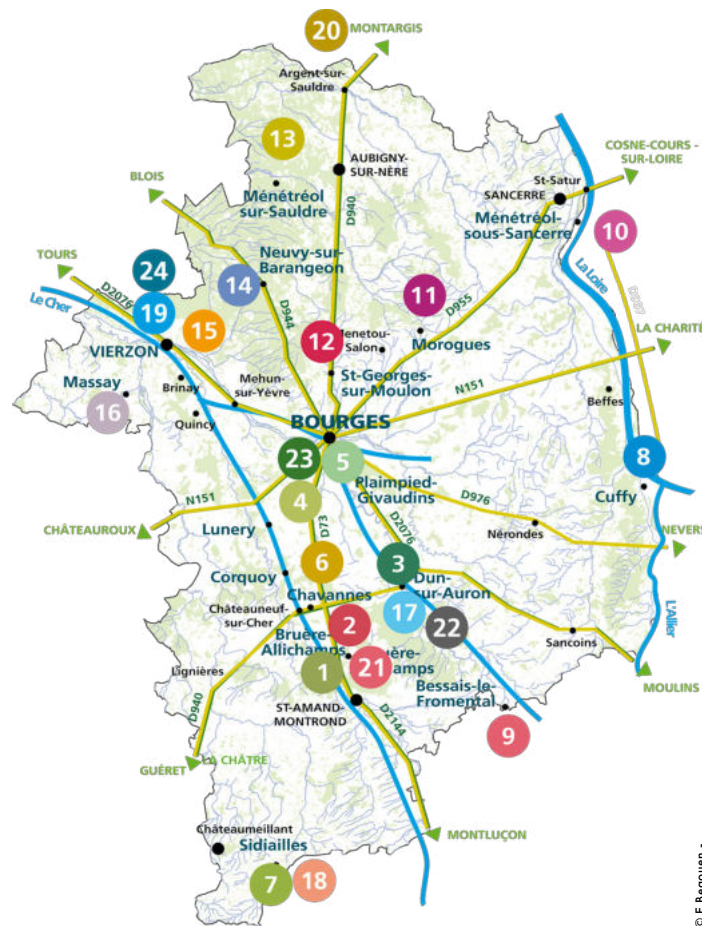 20
MONTARGIS
Argent-sur-
Sauldre
13
AUBIGNY-
SUR-NÈRE
COSNE-COURS -
SUR-LOIRE
BLOIS
Ménétréol
sur-Sauldre
St-Satur
SANCERRE
Ménétréol-
sous-Sancerre
D940
10
TOURS
24
Neuvy-sur-
Barangeon
La Loire
D2076
14
Le Cher
19
11
D955
D944
15
12
Menetou-
Salon
Morogues
LA CHARITÉ
VIERZON
St-Georges-
sur-Moulon
Massay
Brinay
Mehun-
sur-Yèvre
N151
16
Quincy
Beffes
BOURGES
23
5
8
Plaimpied-
Givaudins
Cuffy
N151
4
D976
CHÂTEAUROUX
Lunery
D73
D2076
Nérondes
NEVERS
6
3
Corquoy
Dun-
sur-Auron
Chavannes
Châteauneuf-
sur-Cher
17
2
22
L'Allier
Bruère-
Allichamps
Sancoins
1
21
Lignières
Bessais-le-
Fromental
MOULINS
ST-AMAND-
MONTROND
D940
D2144
9
LA CHÂTRE
GUÉRET
Châteaumeillant
MONTLUÇON
Sidiailles
7
18